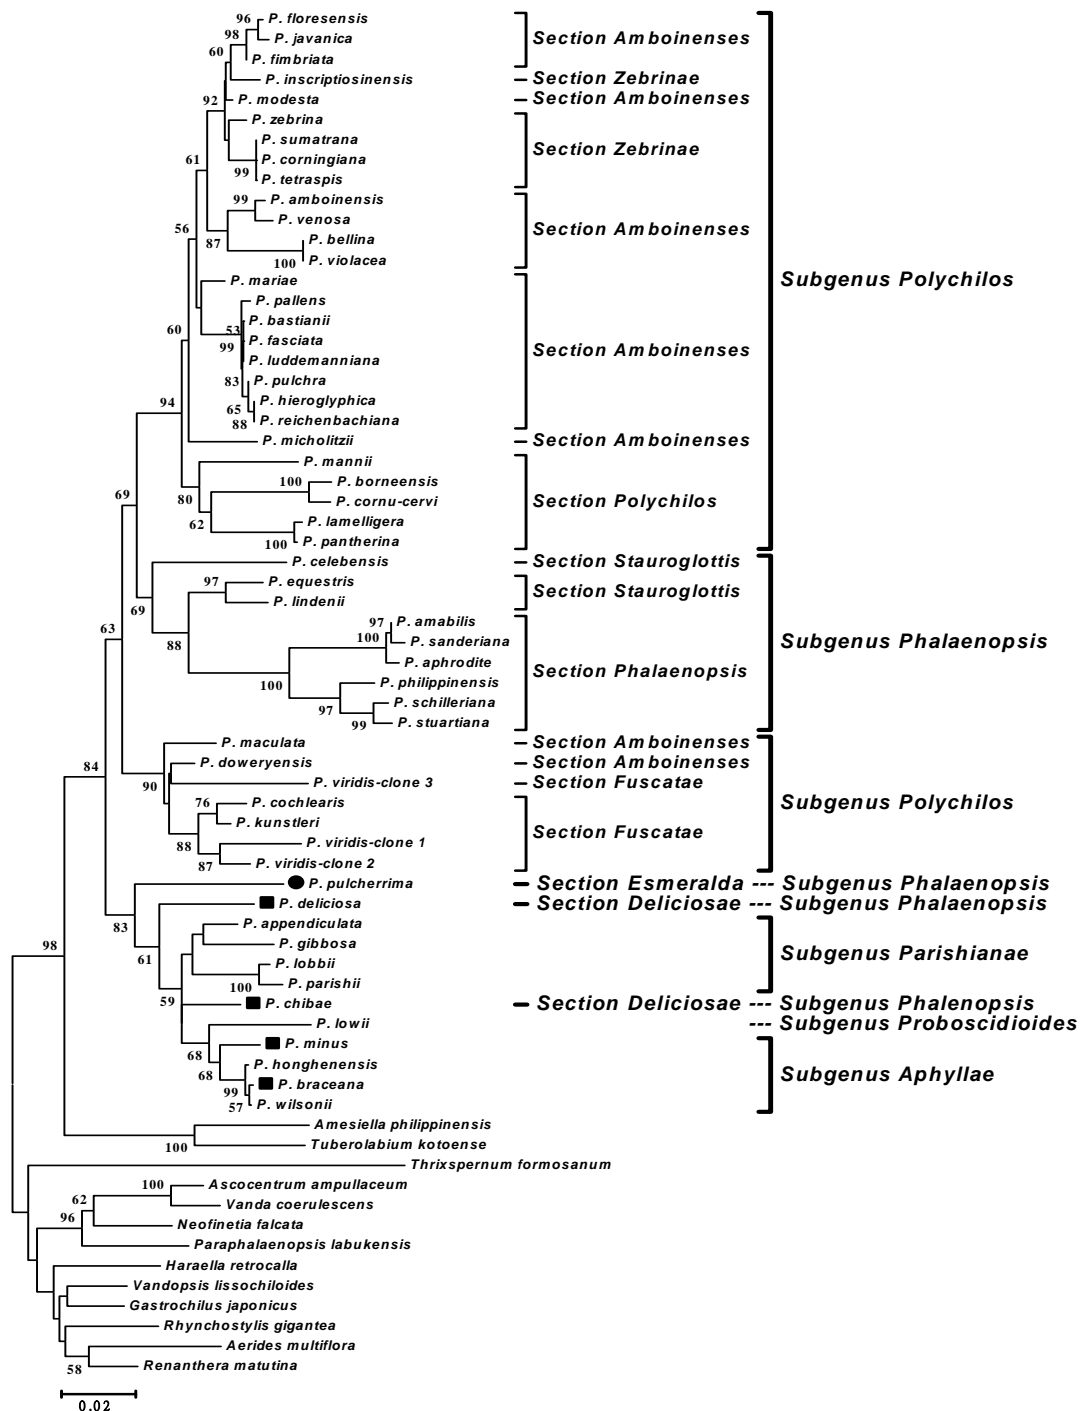 96 P. floresensis
98 P. javanica Section Amboinenses
60 P. fimbriata
P. inscriptiosinensis Section Zebrinae
92 P. modesta Section Amboinenses
P. zebrina
P. sumatrana
61 P. corningiana Section Zebrinae
99 P. tetraspis
99 P. amboinensis
56 P. venosa Section Amboinenses
87 P. bellina
100 P. violacea
P. mariae Subgenus Polychilos
P. pallens
60 53 P. bastianii
99 P. fasciata Section Amboinenses
P. luddemanniana
83 P. pulchra
94 65 P. hieroglyphica
88 P. reichenbachiana
P. micholitzii Section Amboinenses
P. mannii
100 P. borneensis
69 80 P. cornu-cervi Section Polychilos
62 P. lamelligera
100 P. pantherina
P. celebensis Section Stauroglottis
97 P. equestris
69 P. lindenii Section Stauroglottis
97 P. amabilis
63 88 100 P. sanderiana Subgenus Phalaenopsis
P. aphrodite Section Phalaenopsis
100 P. philippinensis
97 P. schilleriana
99 P. stuartiana
P. maculata Section Amboinenses
84 P. doweryensis Section Amboinenses
90 P. viridis-clone 3 Section Fuscatae
76 P. cochlearis Subgenus Polychilos
P. kunstleri Section Fuscatae
88 P. viridis-clone 1
87 P. viridis-clone 2
P. pulcherrima Section Esmeralda --- Subgenus Phalaenopsis
P. deliciosa Section Deliciosae --- Subgenus Phalaenopsis
83 P. appendiculata
98 P. gibbosa Subgenus Parishianae
61 P. lobbii
100 P. parishii
59 P. chibae Section Deliciosae --- Subgenus Phalenopsis
P. lowii --- Subgenus Proboscidioides
68 P. minus
68 P. honghenensis Subgenus Aphyllae
99 P. braceana
57 P. wilsonii
Amesiella philippinensis
100 Tuberolabium kotoense
Thrixspernum formosanum
100 Ascocentrum ampullaceum
62 Vanda coerulescens
96 Neofinetia falcata
Paraphalaenopsis labukensis
Haraella retrocalla
Vandopsis lissochiloides
Gastrochilus japonicus
Rhynchostylis gigantea
Aerides multiflora
58 Renanthera matutina
0.02